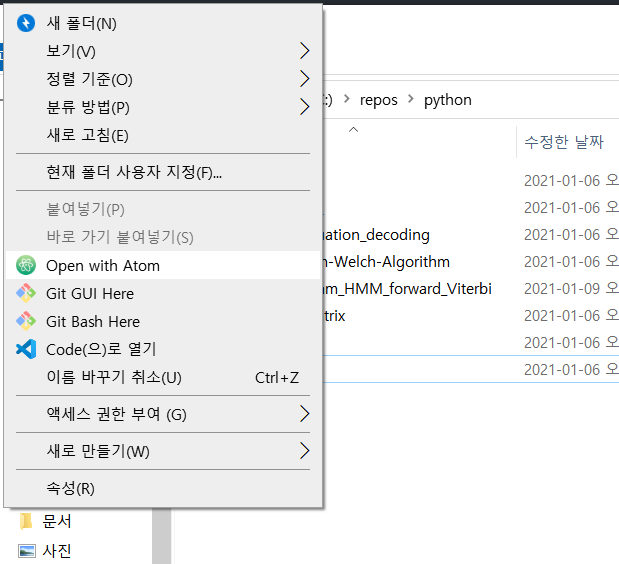 새 폴더(N)
보기(V)
정렬 기준(O)
분류 방법(P)
새로 고침(E)
현재 폴더 사용자 지정(F)...
붙여넣기(P)
바로 가기 붙여넣기(S)
Open with Atom
Git GUI Here
Git Bash Here
Code(으)로 열기
이름 바꾸기 취소(U) Ctrl+Z
액세스 권한 부여 (G)
새로 만들기(W)
속성(R)
문서
사진
:) > repos > python
수정한 날짜
2021-01-06 오
2021-01-06 오
uation_decoding 2021-01-06 오
n-Welch-Algorithm 2021-01-06 오
am_HMM_forward_Viterbi 2021-01-09 오
trix 2021-01-06 오
2021-01-06 오
2021-01-06 오